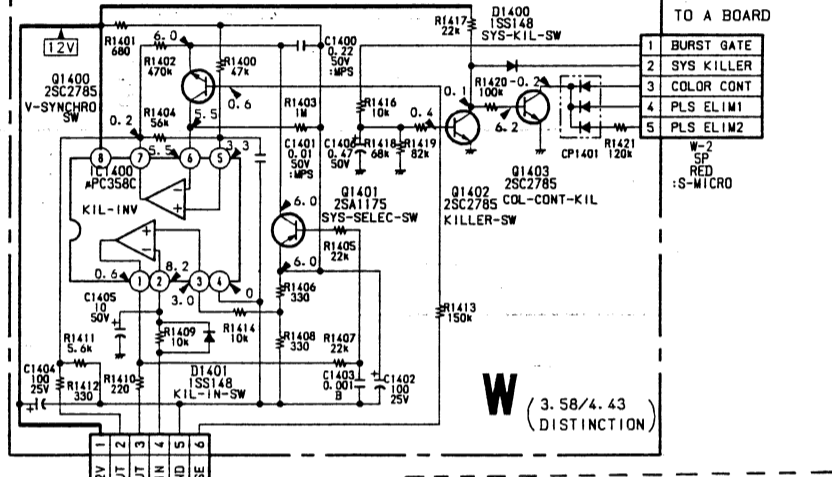 TO A BOARD
1 BURST GATE
2 SYS KILLER
3 COLOR CONT
4 PLS ELIM1
5 PLS ELIM2
W-2
SP
RED
:S-MICRO
12V
R1401
680
6.0
R1402
470k
R1400
47k
C1400
0.22
50V
:MPS
R1417
22k
D1400
1SS148
SYS-KIL-SW
Q1400
2SC2785
V-SYNCHRO
SW
0.6
R1404
56k
0.2
5.5
R1403
1M
C1401
0.01
50V
:MPS
R1416
10k
0.4
0.1
R1420
100k
-0.2
6.2
C1406
0.47
50V
R1418
68k
R1419
82k
CP1401
R1421
120k
8
7
5.5
6
5
3.3
IC1400
μPC358C
KIL-INV
6.0
Q1401
2SA1175
SYS-SELEC-SW
Q1402
2SC2785
KILLER-SW
Q1403
2SC2785
COL-CONT-KIL
R1405
22k
6.0
0.6
1
2
8.2
3
3.0
4
0
R1406
330
C1405
10
50V
R1409
10k
R1414
10k
R1408
330
R1407
22k
R1413
150k
R1411
5.6k
C1404
100
25V
R1412
330
R1410
220
D1401
1SS148
KIL-IN-SW
C1403
0.001
B
C1402
100
25V
W
(3.58/4.43
DISTINCTION)
1 2 3 4 5 6